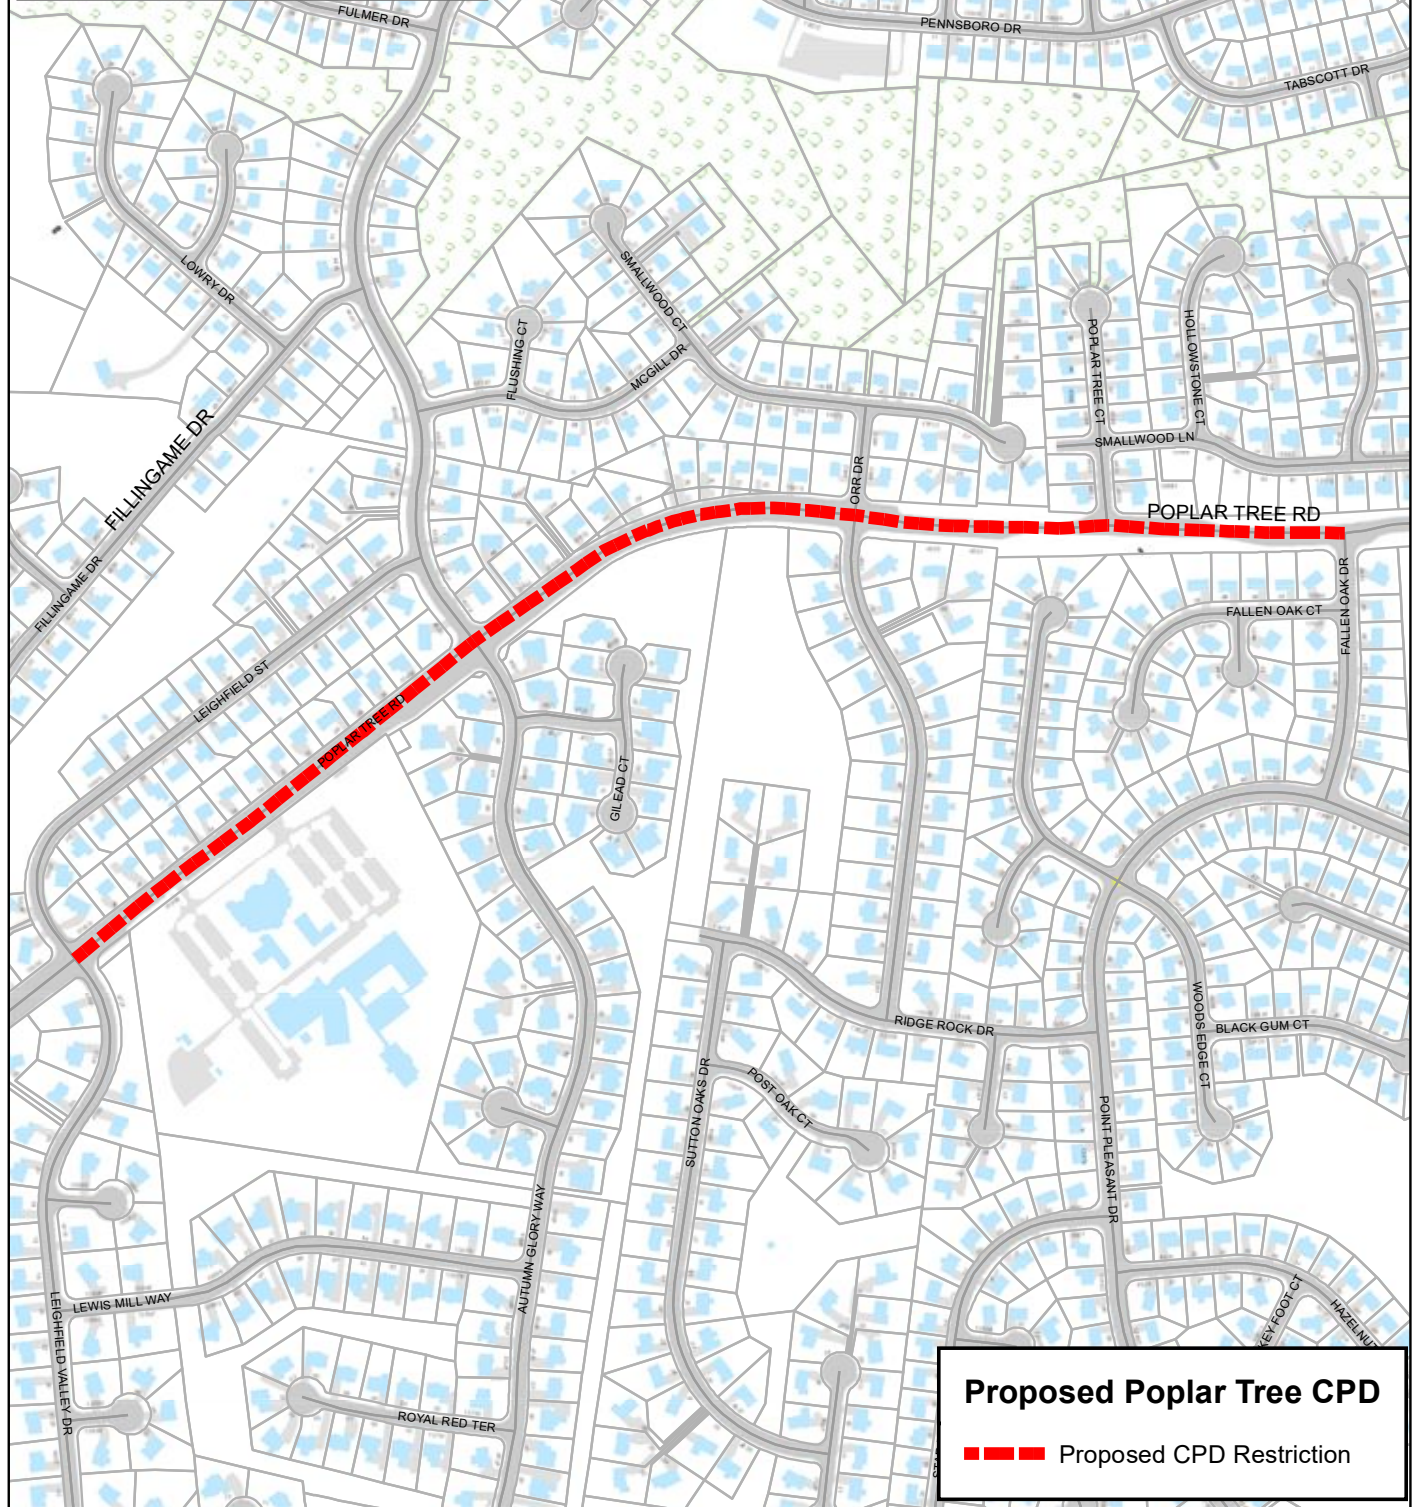 FULMER DR
PENNSBORO DR
TABSCOTT DR
LOWRY DR
SMALLWOOD CT
FLUSHING CT
MCGILL DR
POPLAR TREE CT
HOLLOWSTONE CT
SMALLWOOD LN
FILLINGAME DR
ORR DR
POPLAR TREE RD
FILLINGAME DR
FALLEN OAK DR
FALLEN OAK CT
LEIGHFIELD ST
POPLAR TREE RD
GILEAD CT
WOODS EDGE CT
RIDGE ROCK DR
BLACK GUM CT
SUTTON OAKS DR
POST OAK CT
POINT PLEASANT DR
AUTUMN GLORY WAY
LEWIS MILL WAY
LEIGHFIELD VALLEY DR
KEY FOOT CT
HAZELNUT
ROYAL RED TER
Proposed Poplar Tree CPD
Proposed CPD Restriction